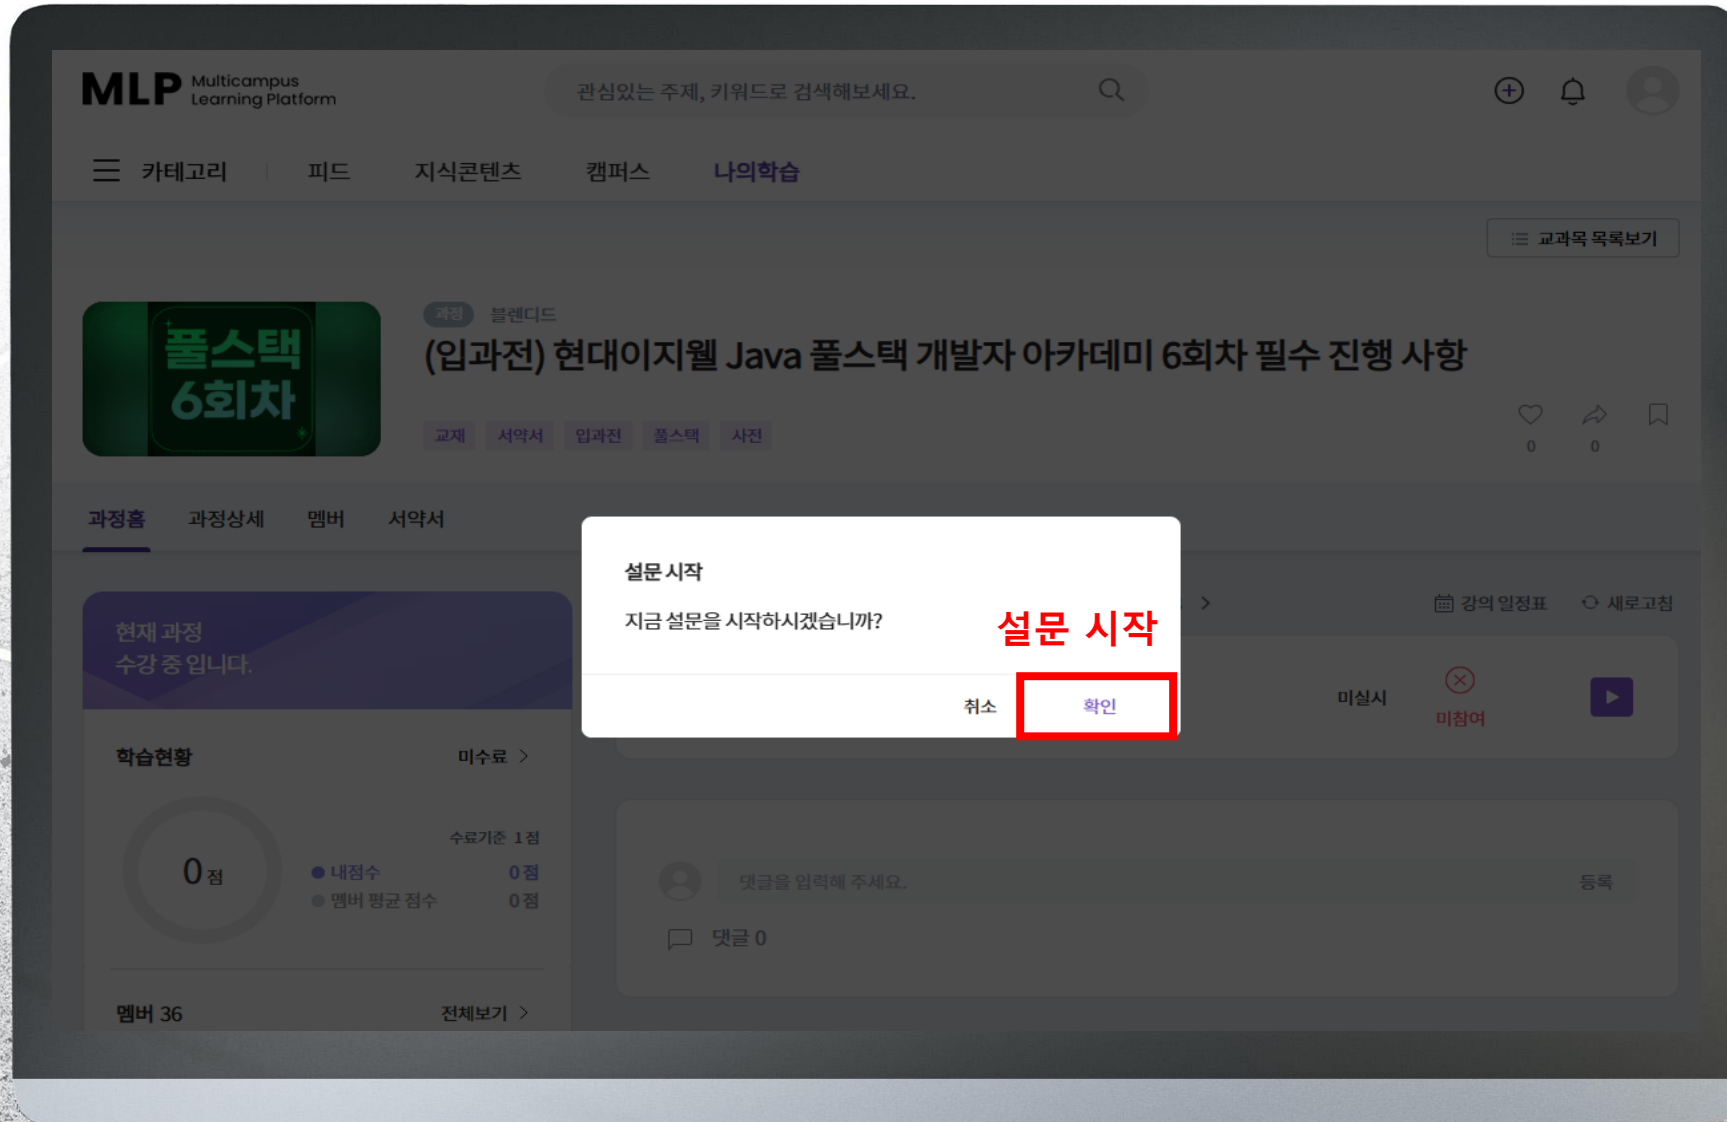 MLP Multicampus
Learning Platform
관심있는 주제, 키워드로 검색해보세요.
카테고리 피드 지식콘텐츠 캠퍼스 나의학습
교과목 목록보기
풀스택
6회차
과정 블렌디드
(입과전) 현대이지웰 Java 풀스택 개발자 아카데미 6회차 필수 진행 사항
교재 서약서 입과전 풀스택 사전
0 0
과정홈 과정상세 멤버 서약서
설문 시작
지금 설문을 시작하시겠습니까?
설문 시작
취소 확인
강의 일정표 새로고침
현재 과정
수강 중 입니다.
미실시
미참여
학습현황 미수료
수료기준 1점
0점
내점수 0점
멤버 평균 점수 0점
댓글을 입력해 주세요. 등록
댓글 0
멤버 36 전체보기